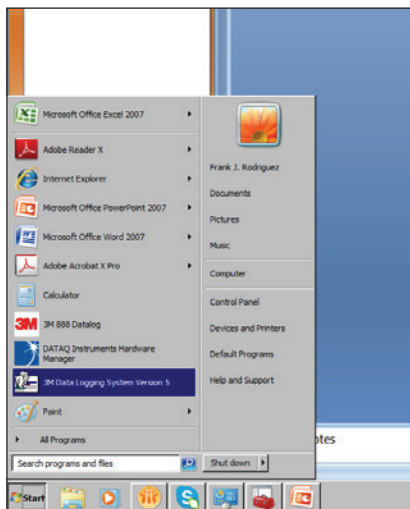 Microsoft Office Excel 2007
Adobe Reader X
Internet Explorer
Microsoft Office PowerPoint 2007
Microsoft Office Word 2007
Adobe Acrobat X Pro
Calculator
3M
3M 888 Datalog
DATAQ Instruments Hardware
Manager
3M Data Logging System Version 5
Paint
All Programs
Search programs and files
Frank J. Rodriguez
Documents
Pictures
Music
Computer
Control Panel
Devices and Printers
Default Programs
Help and Support
Shut down
otes
Start